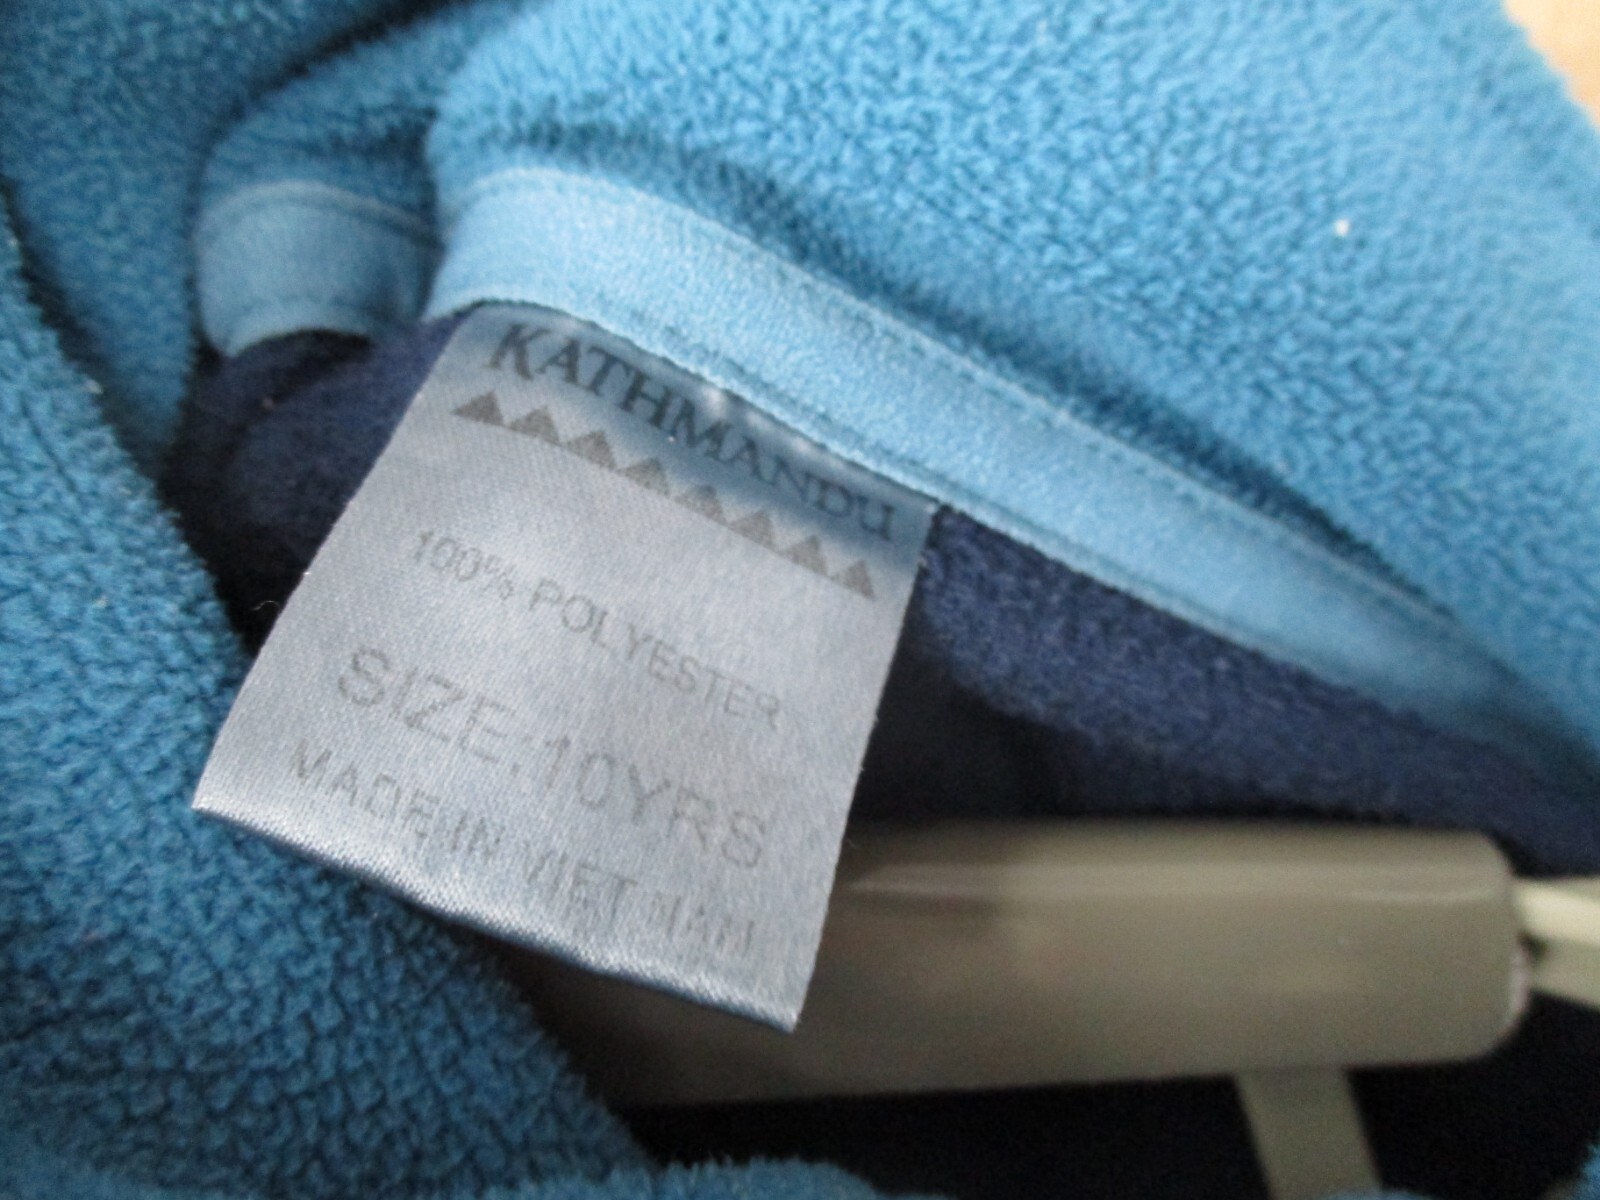 KATHMANDU
100% POLYESTER
SIZE:10YRS
MADE IN VIET NAM